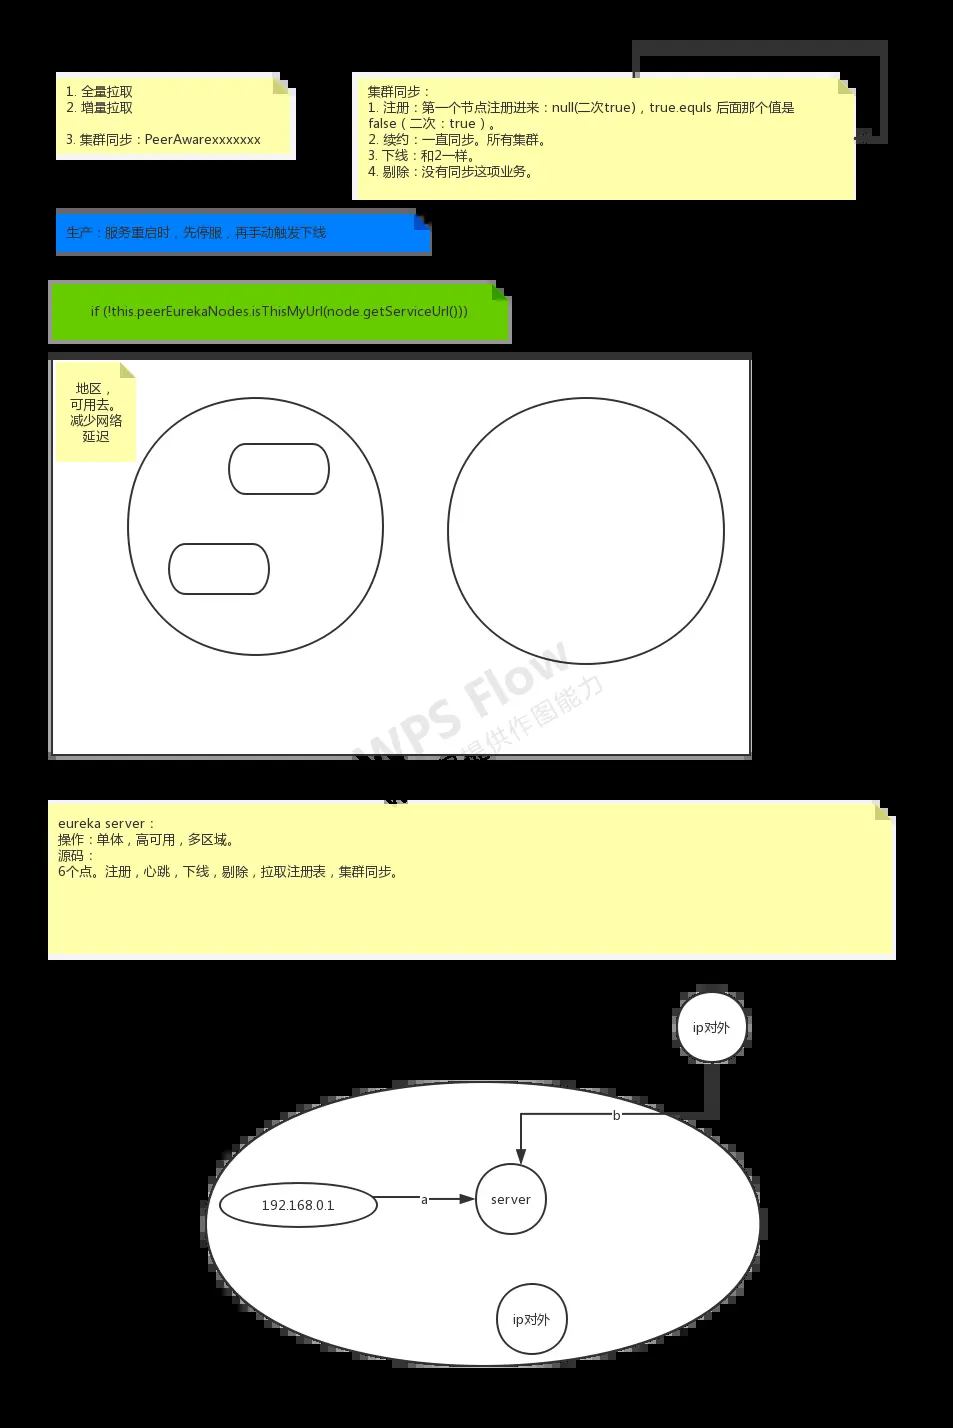 1. 全量拉取
2. 增量拉取
3. 集群同步：PeerAwarexxxxxxx
集群同步：
1. 注册：第一个节点注册进来：null(二次true)，true.equls 后面那个值是
false（二次：true）。
2. 续约：一直同步。所有集群。
3. 下线：和2一样。
4. 剔除：没有同步这项业务。
生产：服务重启时，先停服，再手动触发下线
if (!this.peerEurekaNodes.isThisMyUrl(node.getServiceUrl()))
地区，
可用去。
减少网络
延迟
WPS Flow
提供作图能力
eureka server：
操作：单体，高可用，多区域。
源码：
6个点。注册，心跳，下线，剔除，拉取注册表，集群同步。
ip对外
b
192.168.0.1
a
server
ip对外